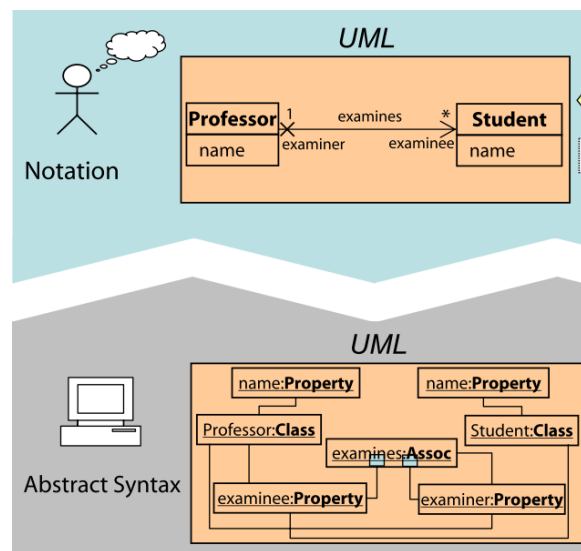 UML
1
examines
*
Professor
Student
examiner
examinee
name
name
Notation
UML
name:Property
name:Property
Professor:Class
Student:Class
examines:Assoc
Abstract Syntax
examinee:Property
examiner:Property